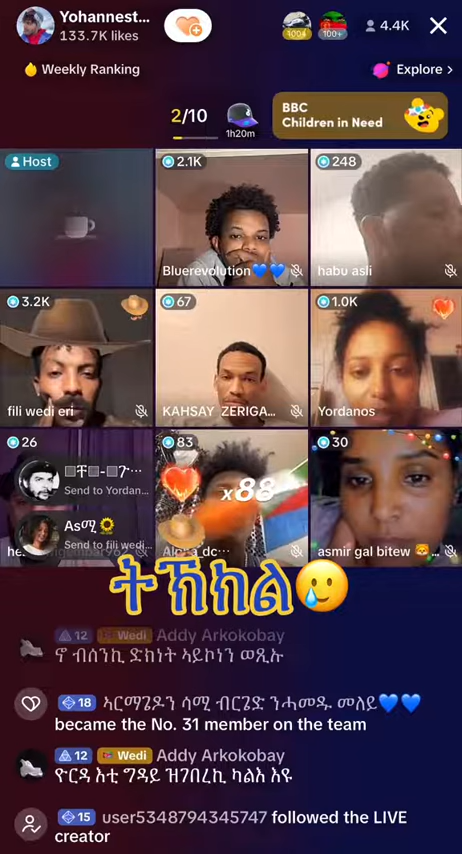 Yohannest...
133.7K likes
4.4K
100+
Weekly Ranking
Explore >
2/10
1h20m
BBC
Children in Need
Host
2.1K
248
Bluerevolution💙💙
habu asli
3.2K
67
1.0K
fili wedi eri
KAHSAY ZERIGA...
Yordanos
26
83
30
Send to Yordan...
Asሚ🌻
Send to fili wedi...
x88
asmir gal bitew
ትኽክል🥲
12 Wedi Addy Arkokobay
ኖ ብሰንኪ ድክነት ኣይኮነን ወጺኡ
18 ኣርማጌዶን ሳሚ ብርጌድ ንሓመዱ መለይ💙💙
became the No. 31 member on the team
12 Wedi Addy Arkokobay
ዮርዳ እቲ ግዳይ ዝገበረኪ ካልእ እዩ
15 user5348794345747 followed the LIVE
creator